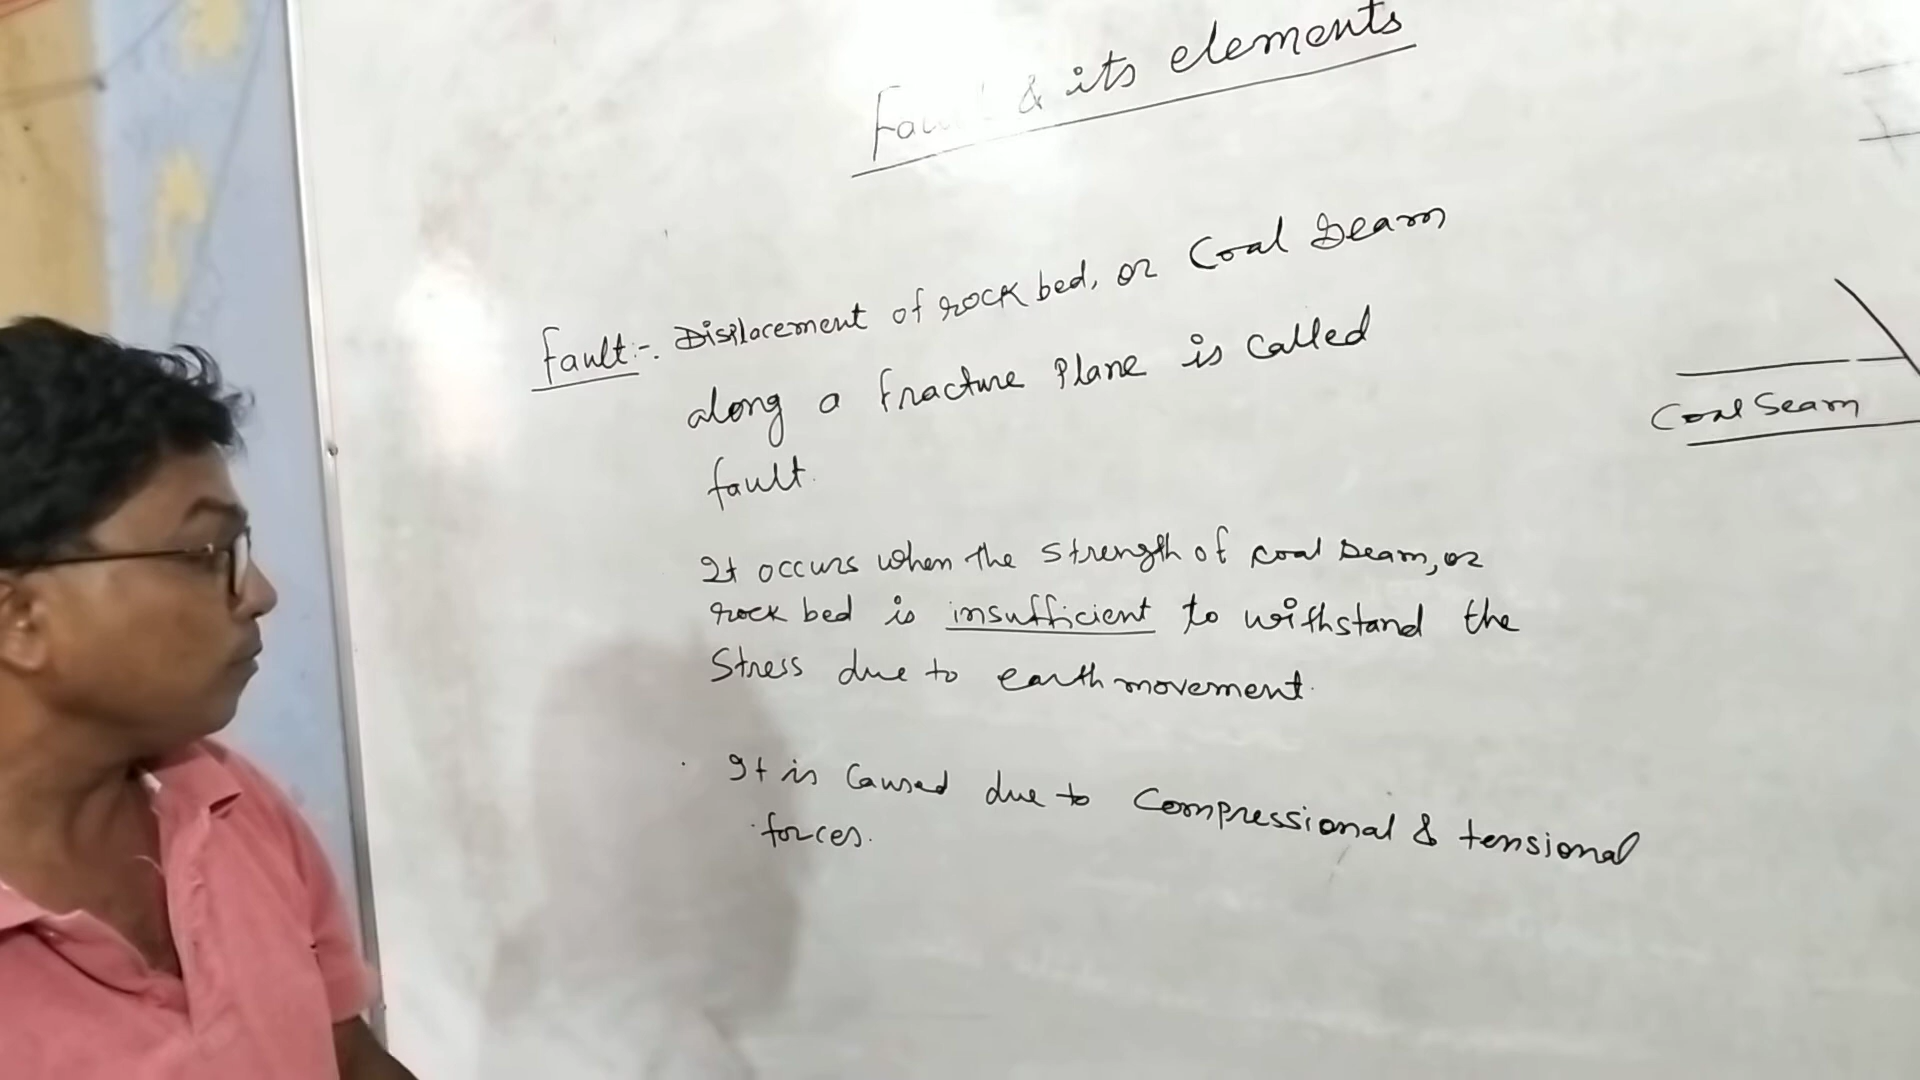 Fault & its elements
Fault:- Displacement of rock bed, or Coal Seam
along a fracture Plane is called
fault.
It occurs when the strength of coal seam, or
rock bed is insufficient to withstand the
Stress due to earth movement.
It is Caused due to Compressional & tensional
forces.
Coal Seam